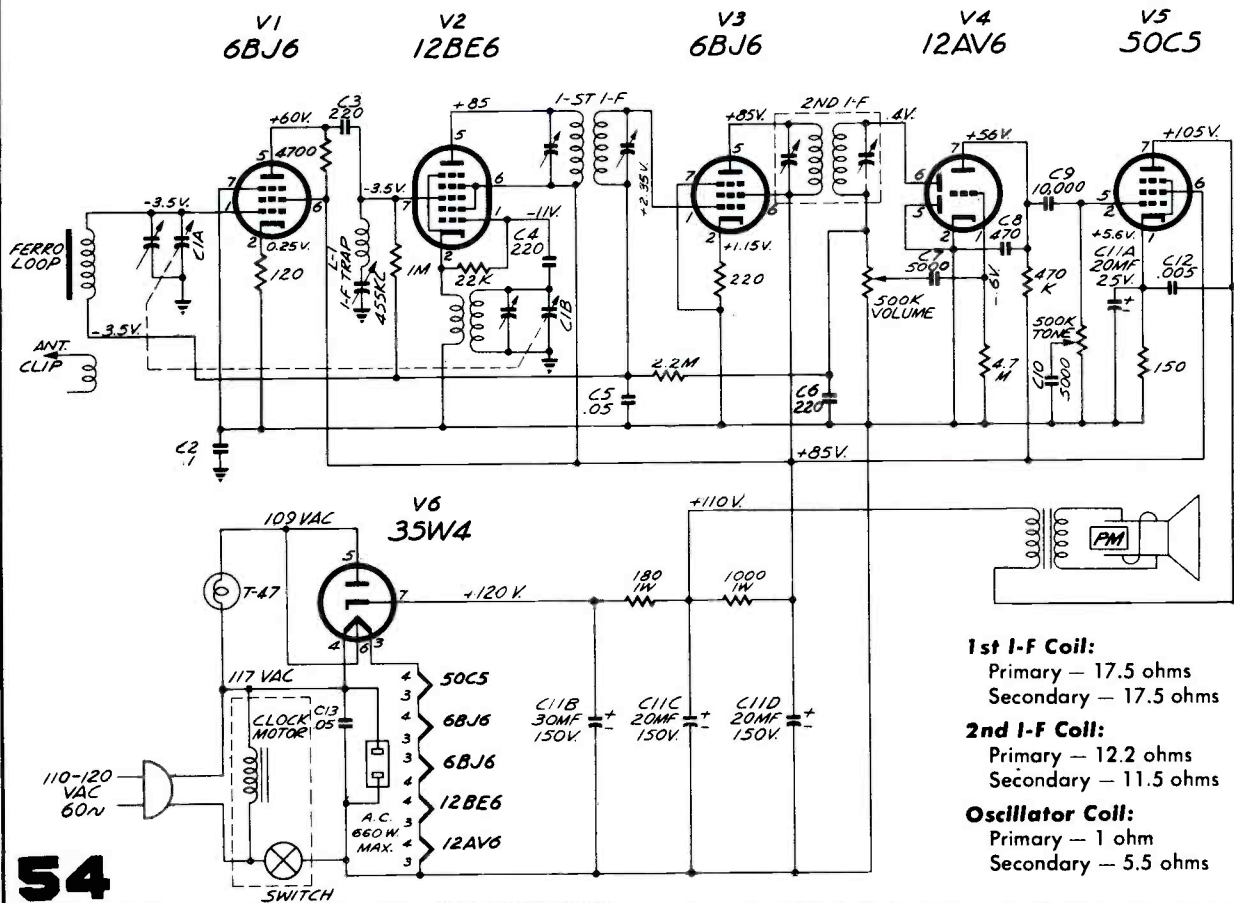 V1
6BJ6
V2
12BE6
V3
6BJ6
V4
12AV6
V5
50C5
+60V.
C3
220
4700
5
7
1
6
2
-3.5V.
0.25V.
120
FERRO
LOOP
C1A
-3.5V.
ANT.
CLIP
C2
.1
L-1
I-F TRAP
455KC
-3.5V.
1M
+85
5
7
6
1
2
-11V.
C4
220
22K
C1B
1-ST I-F
+2.35V.
C5
.05
2.2M
+85V.
5
7
1
6
2
+1.15V.
220
2ND I-F
.4V.
C6
220
500K
VOLUME
C7
5000
+56V.
7
6
5
2
1
C8
470
-.6V.
4.7
M
470
K
C9
10,000
500K
TONE
C10
5000
+105V.
7
5
2
6
1
+5.6V.
C11A
20MF
25V.
+
C12
.005
150
+85V.
V6
35W4
109 VAC
T-47
5
7
4
6
3
+120 V.
180
1W
1000
1W
+110V.
PM
117 VAC
CLOCK
MOTOR
C13
.05
110-120
VAC
60~
A.C.
660 W.
MAX.
SWITCH
4
3
50C5
4
3
6BJ6
3
4
6BJ6
4
3
12BE6
4
3
12AV6
C11B
30MF
150V.
+
-
C11C
20MF
150V.
+
-
C11D
20MF
150V.
+
-
1st I-F Coil:
Primary — 17.5 ohms
Secondary — 17.5 ohms
2nd I-F Coil:
Primary — 12.2 ohms
Secondary — 11.5 ohms
Oscillator Coil:
Primary — 1 ohm
Secondary — 5.5 ohms
54